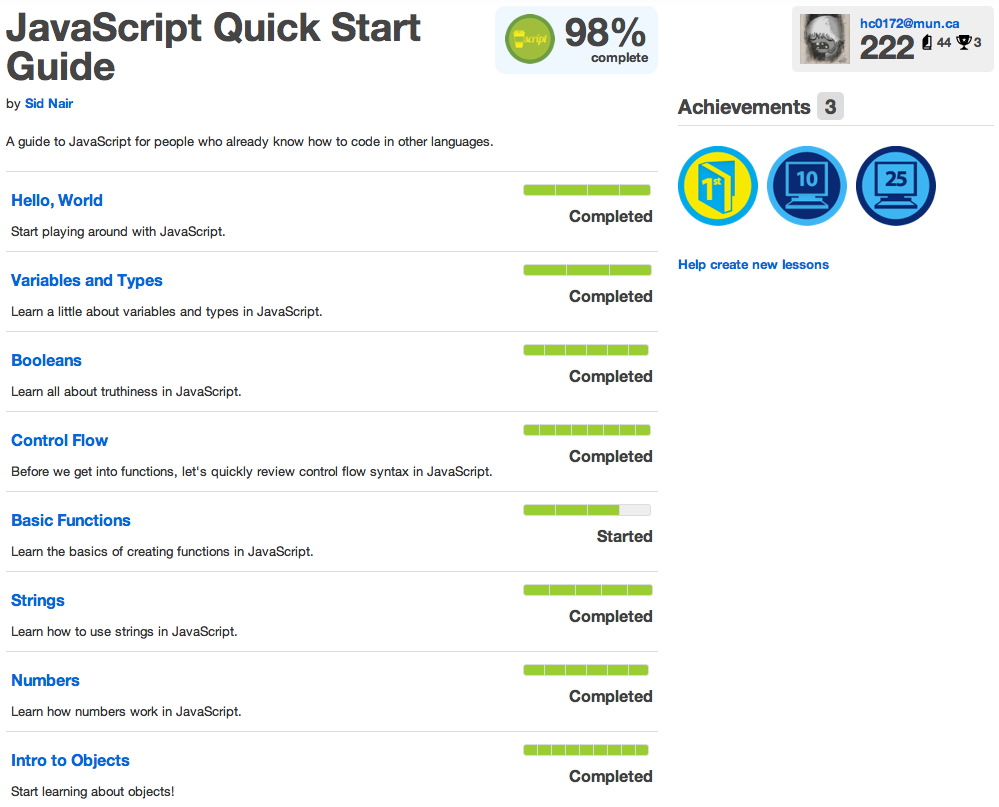 JavaScript Quick Start
Guide
script
98%
complete
hc0172@mun.ca
222 44 3
by Sid Nair
A guide to JavaScript for people who already know how to code in other languages.
Achievements 3
1st
10
25
Help create new lessons
Hello, World
Completed
Start playing around with JavaScript.
Variables and Types
Completed
Learn a little about variables and types in JavaScript.
Booleans
Completed
Learn all about truthiness in JavaScript.
Control Flow
Completed
Before we get into functions, let's quickly review control flow syntax in JavaScript.
Basic Functions
Started
Learn the basics of creating functions in JavaScript.
Strings
Completed
Learn how to use strings in JavaScript.
Numbers
Completed
Learn how numbers work in JavaScript.
Intro to Objects
Completed
Start learning about objects!